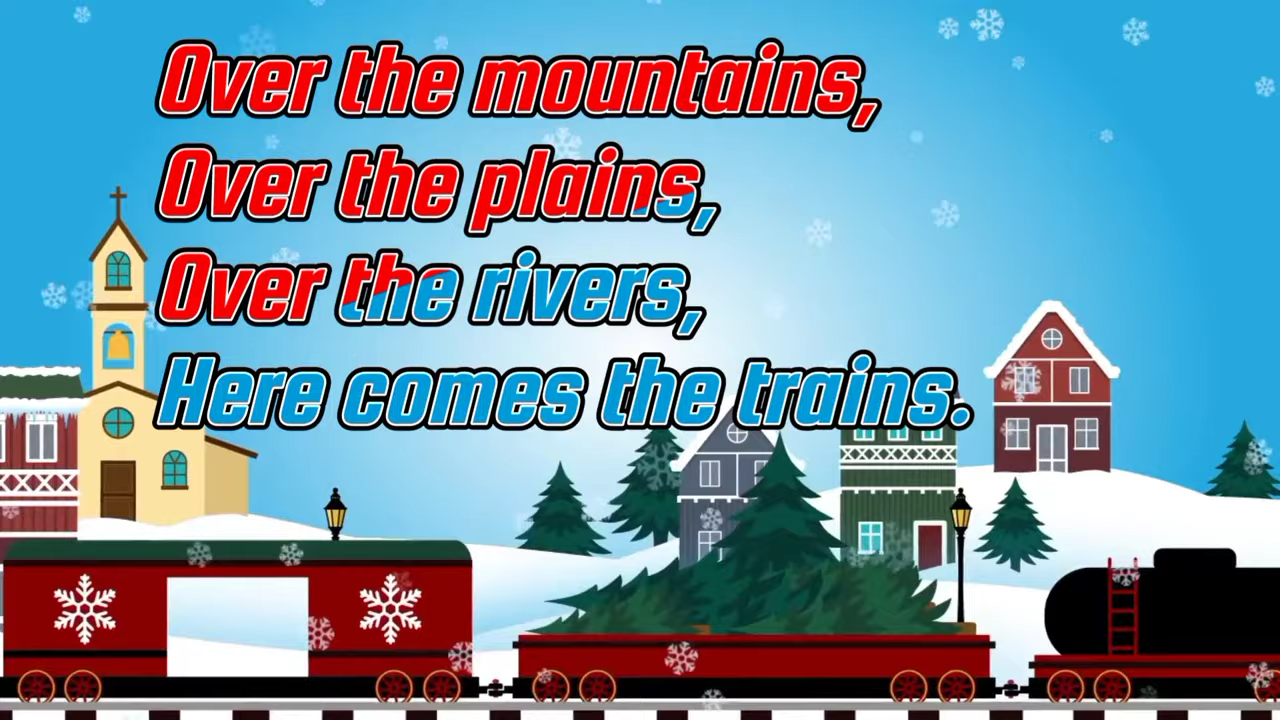 Over the mountains,
Over the plains,
Over the rivers,
Here comes the trains.